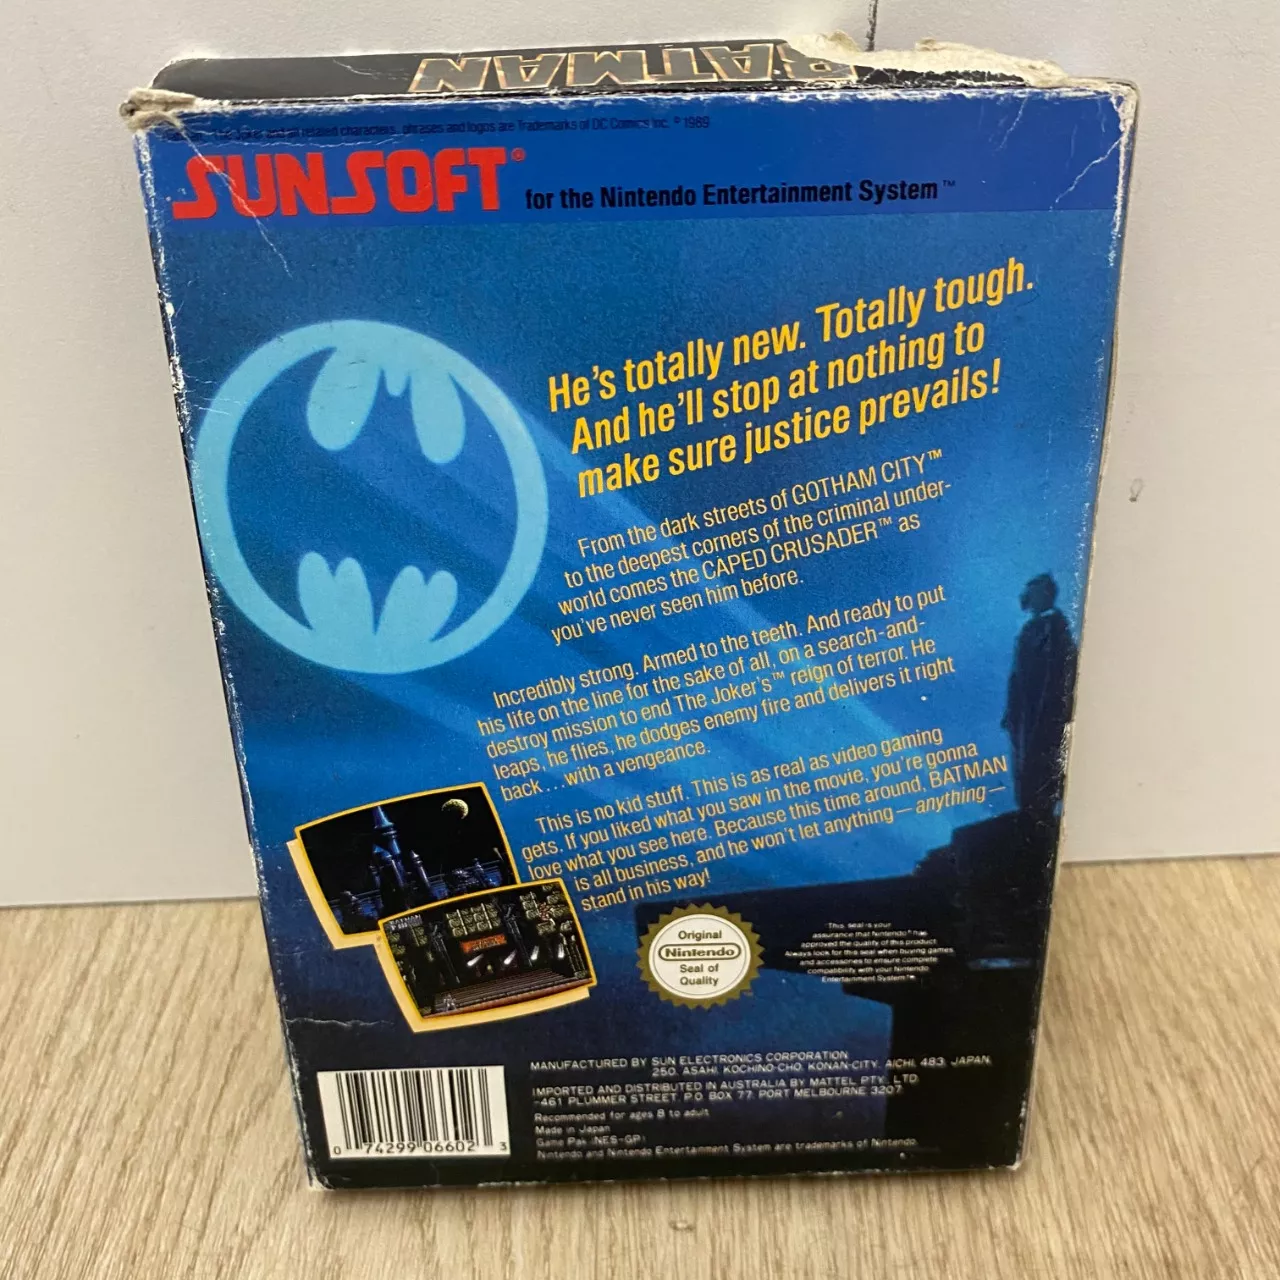 BATMAN
Batman, The Joker and all related characters, phrases and logos are Trademarks of DC Comics Inc. © 1989
SUNSOFT®
for the Nintendo Entertainment System™
He's totally new. Totally tough.
And he'll stop at nothing to
make sure justice prevails!
From the dark streets of GOTHAM CITY™
to the deepest corners of the criminal under-
world comes the CAPED CRUSADER™ as
you've never seen him before.
Incredibly strong. Armed to the teeth. And ready to put
his life on the line for the sake of all, on a search-and-
destroy mission to end The Joker's™ reign of terror. He
leaps, he flies, he dodges enemy fire and delivers it right
back...with a vengeance.
This is no kid stuff. This is as real as video gaming
gets. If you liked what you saw in the movie, you're gonna
love what you see here. Because this time around, BATMAN
is all business, and he won't let anything—anything—
stand in his way!
BATMAN
Original
Nintendo
Seal of
Quality
This seal is your
assurance that Nintendo® has
approved the quality of this product.
Always look for this seal when buying games
and accessories to ensure complete
compatibility with your Nintendo
Entertainment System™.
MANUFACTURED BY SUN ELECTRONICS CORPORATION
250, ASAHI, KOCHINO-CHO, KONAN-CITY, AICHI, 483, JAPAN.
IMPORTED AND DISTRIBUTED IN AUSTRALIA BY MATTEL PTY. LTD.
-461 PLUMMER STREET, P.O. BOX 77, PORT MELBOURNE 3207.
Recommended for ages 8 to adult
Made in Japan
Game Pak (NES-GP)
Nintendo and Nintendo Entertainment System are trademarks of Nintendo.
0 74299 06602 3